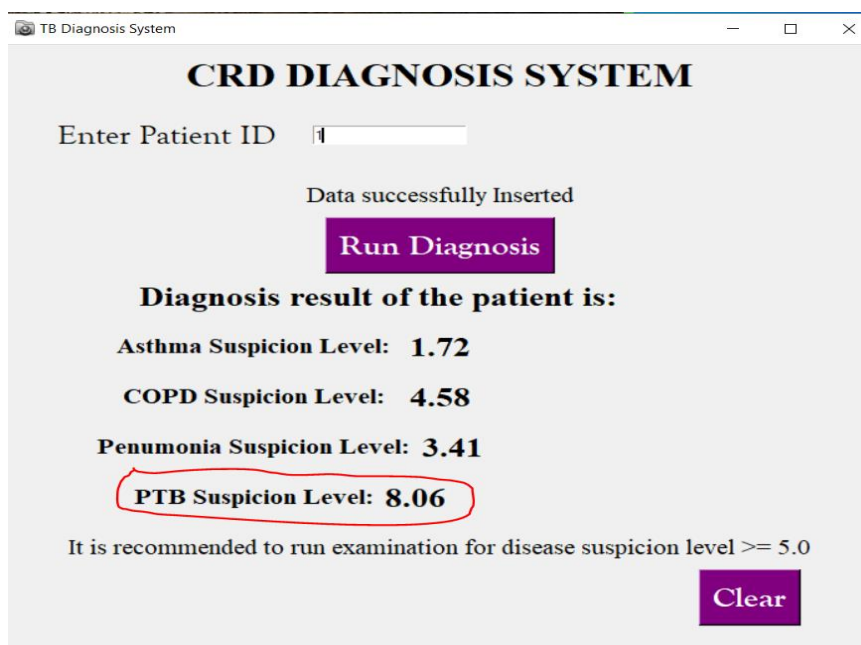 TB Diagnosis System
CRD DIAGNOSIS SYSTEM
Enter Patient ID 1
Data successfully Inserted
Run Diagnosis
Diagnosis result of the patient is:
Asthma Suspicion Level: 1.72
COPD Suspicion Level: 4.58
Penumonia Suspicion Level: 3.41
PTB Suspicion Level: 8.06
It is recommended to run examination for disease suspicion level >= 5.0
Clear